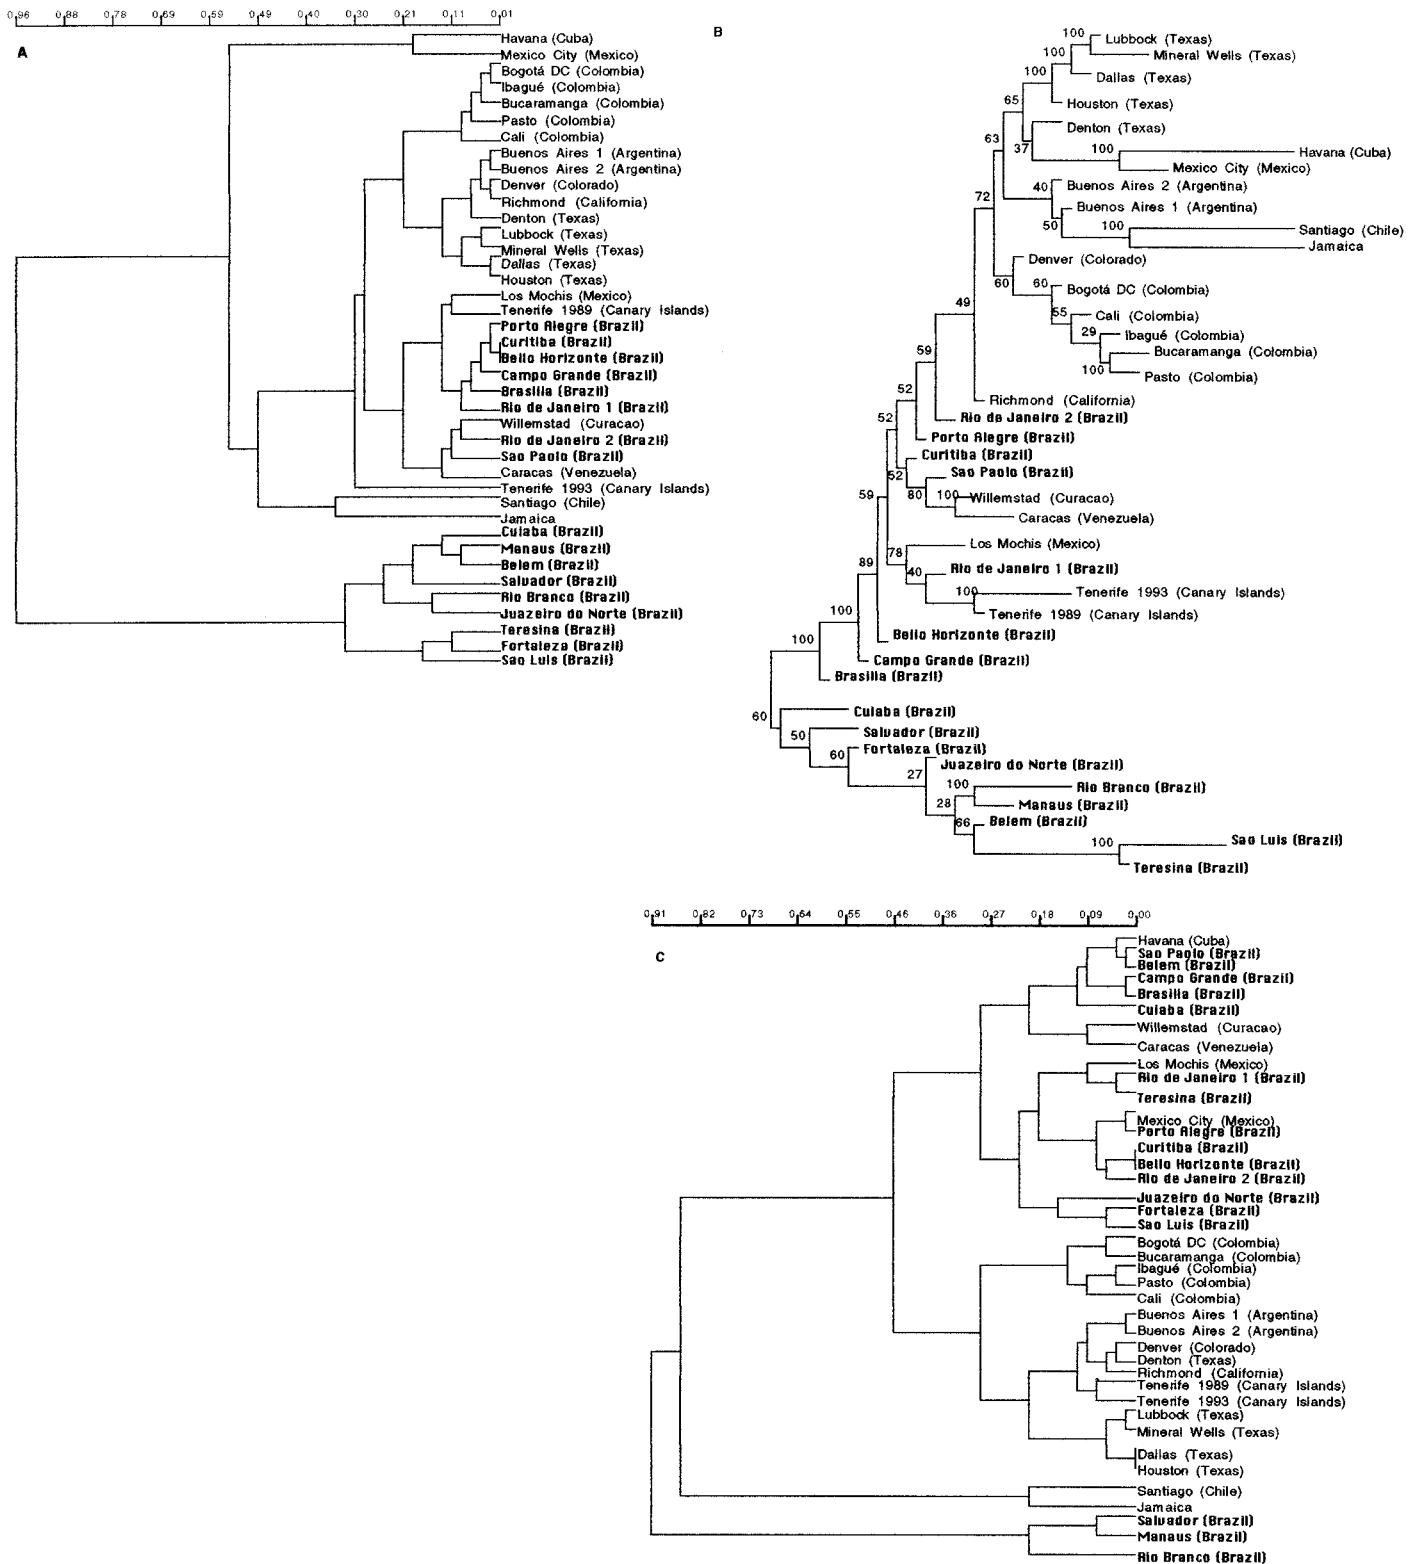 0,96 0,88 0,78 0,69 0,59 0,49 0,40 0,30 0,21 0,11 0,01
A
Havana (Cuba)
Mexico City (Mexico)
Bogotá DC (Colombia)
Ibagué (Colombia)
Bucaramanga (Colombia)
Pasto (Colombia)
Cali (Colombia)
Buenos Aires 1 (Argentina)
Buenos Aires 2 (Argentina)
Denver (Colorado)
Richmond (California)
Denton (Texas)
Lubbock (Texas)
Mineral Wells (Texas)
Dallas (Texas)
Houston (Texas)
Los Mochis (Mexico)
Tenerife 1989 (Canary Islands)
Porto Alegre (Brazil)
Curitiba (Brazil)
Bello Horizonte (Brazil)
Campo Grande (Brazil)
Brasilia (Brazil)
Rio de Janeiro 1 (Brazil)
Willemstad (Curacao)
Rio de Janeiro 2 (Brazil)
Sao Paolo (Brazil)
Caracas (Venezuela)
Tenerife 1993 (Canary Islands)
Santiago (Chile)
Jamaica
Cuiaba (Brazil)
Manaus (Brazil)
Belem (Brazil)
Salvador (Brazil)
Rio Branco (Brazil)
Juazeiro do Norte (Brazil)
Teresina (Brazil)
Fortaleza (Brazil)
Sao Luis (Brazil)
B
100 Lubbock (Texas)
100 Mineral Wells (Texas)
100 Dallas (Texas)
65 Houston (Texas)
Denton (Texas)
63 37 100 Havana (Cuba)
Mexico City (Mexico)
40 Buenos Aires 2 (Argentina)
72 Buenos Aires 1 (Argentina)
50 100 Santiago (Chile)
Jamaica
Denver (Colorado)
60 60 Bogotá DC (Colombia)
49 55 Cali (Colombia)
29 Ibagué (Colombia)
Bucaramanga (Colombia)
59 100 Pasto (Colombia)
52 Richmond (California)
52 Rio de Janeiro 2 (Brazil)
Porto Alegre (Brazil)
Curitiba (Brazil)
52 Sao Paolo (Brazil)
59 80 100 Willemstad (Curacao)
Caracas (Venezuela)
78 Los Mochis (Mexico)
89 40 Rio de Janeiro 1 (Brazil)
100 Tenerife 1993 (Canary Islands)
100 Tenerife 1989 (Canary Islands)
100 Bello Horizonte (Brazil)
Campo Grande (Brazil)
Brasilia (Brazil)
60 Cuiaba (Brazil)
50 Salvador (Brazil)
60 Fortaleza (Brazil)
27 Juazeiro do Norte (Brazil)
100 Rio Branco (Brazil)
28 Manaus (Brazil)
66 Belem (Brazil)
100 Sao Luis (Brazil)
Teresina (Brazil)
0,91 0,82 0,73 0,64 0,55 0,46 0,36 0,27 0,18 0,09 0,00
C
Havana (Cuba)
Sao Paolo (Brazil)
Belem (Brazil)
Campo Grande (Brazil)
Brasilia (Brazil)
Cuiaba (Brazil)
Willemstad (Curacao)
Caracas (Venezuela)
Los Mochis (Mexico)
Rio de Janeiro 1 (Brazil)
Teresina (Brazil)
Mexico City (Mexico)
Porto Alegre (Brazil)
Curitiba (Brazil)
Bello Horizonte (Brazil)
Rio de Janeiro 2 (Brazil)
Juazeiro do Norte (Brazil)
Fortaleza (Brazil)
Sao Luis (Brazil)
Bogotá DC (Colombia)
Bucaramanga (Colombia)
Ibagué (Colombia)
Pasto (Colombia)
Cali (Colombia)
Buenos Aires 1 (Argentina)
Buenos Aires 2 (Argentina)
Denver (Colorado)
Denton (Texas)
Richmond (California)
Tenerife 1989 (Canary Islands)
Tenerife 1993 (Canary Islands)
Lubbock (Texas)
Mineral Wells (Texas)
Dallas (Texas)
Houston (Texas)
Santiago (Chile)
Jamaica
Salvador (Brazil)
Manaus (Brazil)
Rio Branco (Brazil)